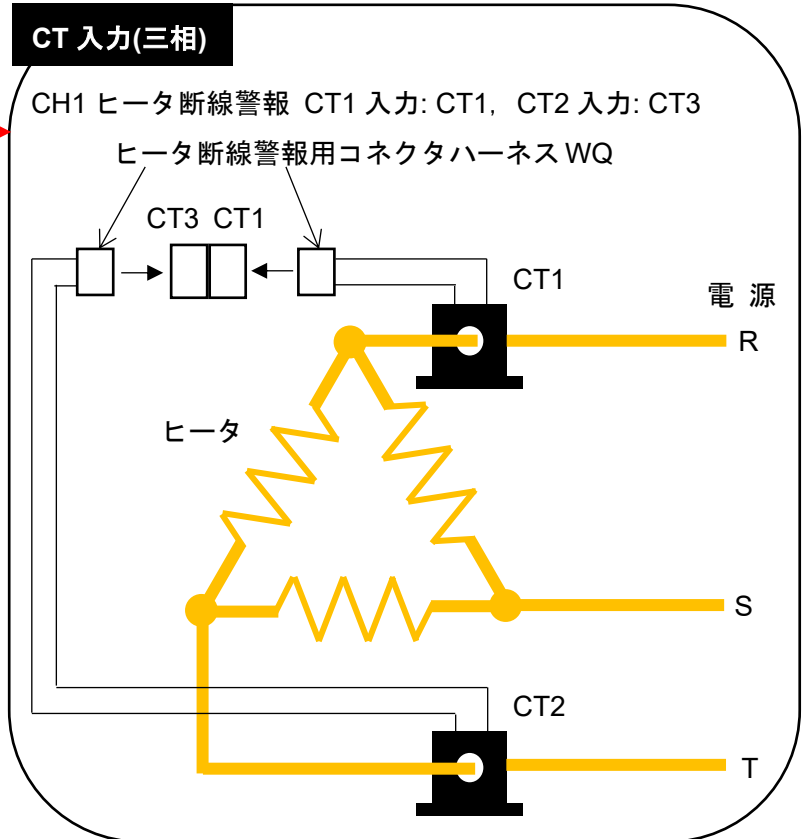 CT 入力(三相)
CH1 ヒータ断線警報 CT1 入力: CT1, CT2 入力: CT3
ヒータ断線警報用コネクタハーネス WQ
CT3 CT1
CT1
電 源
R
ヒータ
S
CT2
T